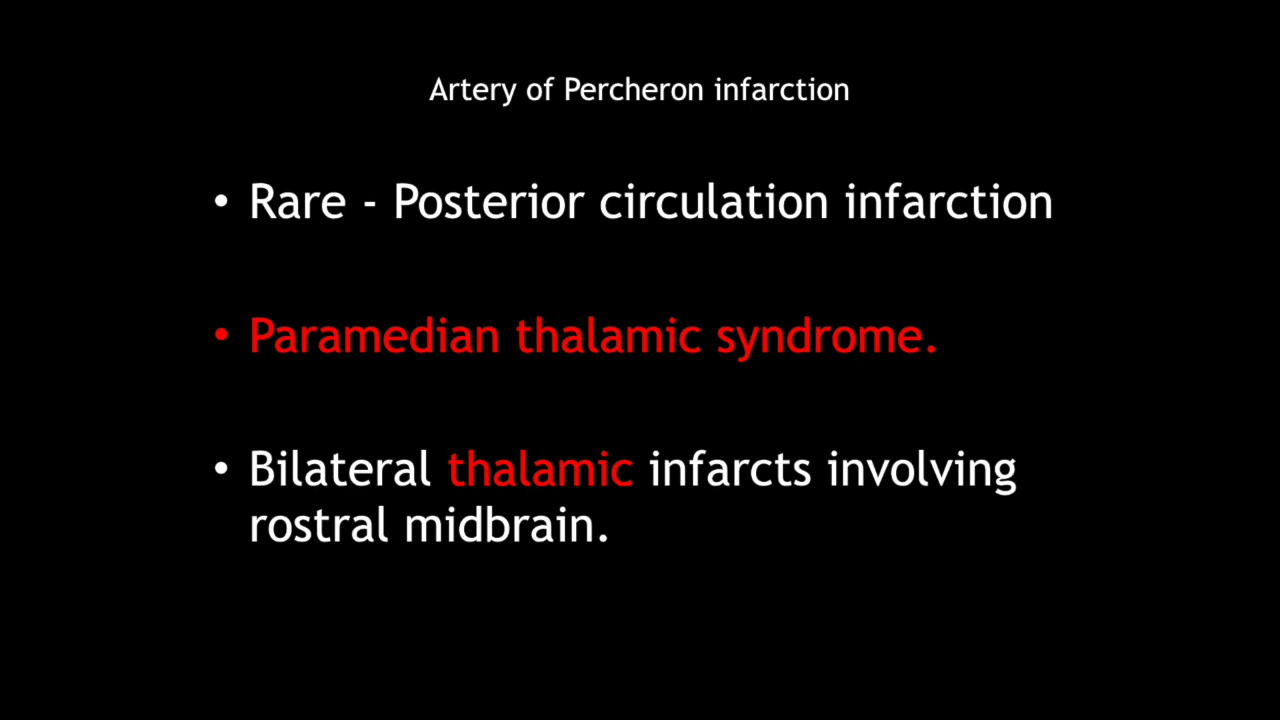 Artery of Percheron infarction
• Rare - Posterior circulation infarction
• Paramedian thalamic syndrome.
• Bilateral thalamic infarcts involving
rostral midbrain.